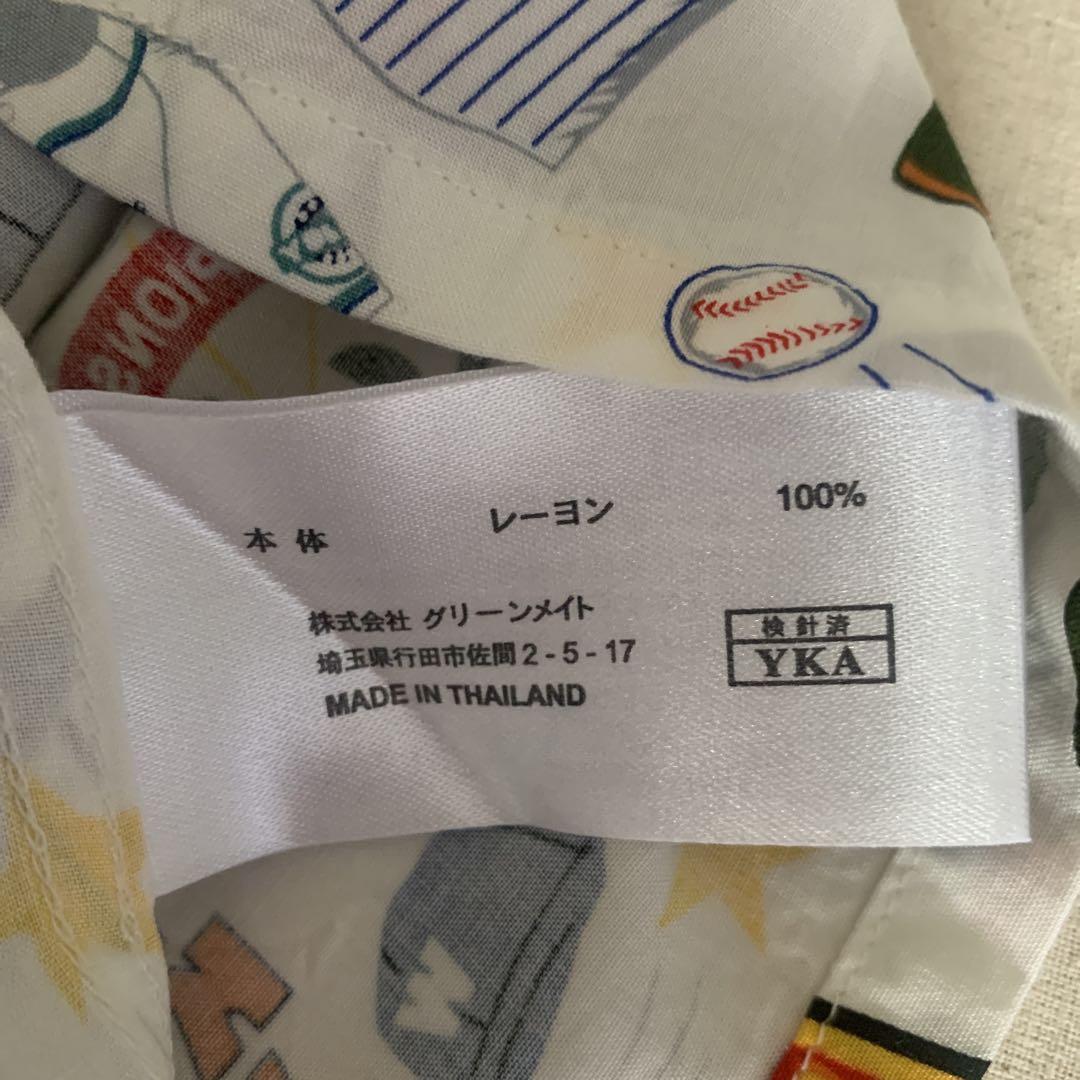 PIONS
本体 レーヨン 100%
株式会社 グリーンメイト
埼玉県行田市佐間2-5-17
MADE IN THAILAND
検針済
YKA
M
M